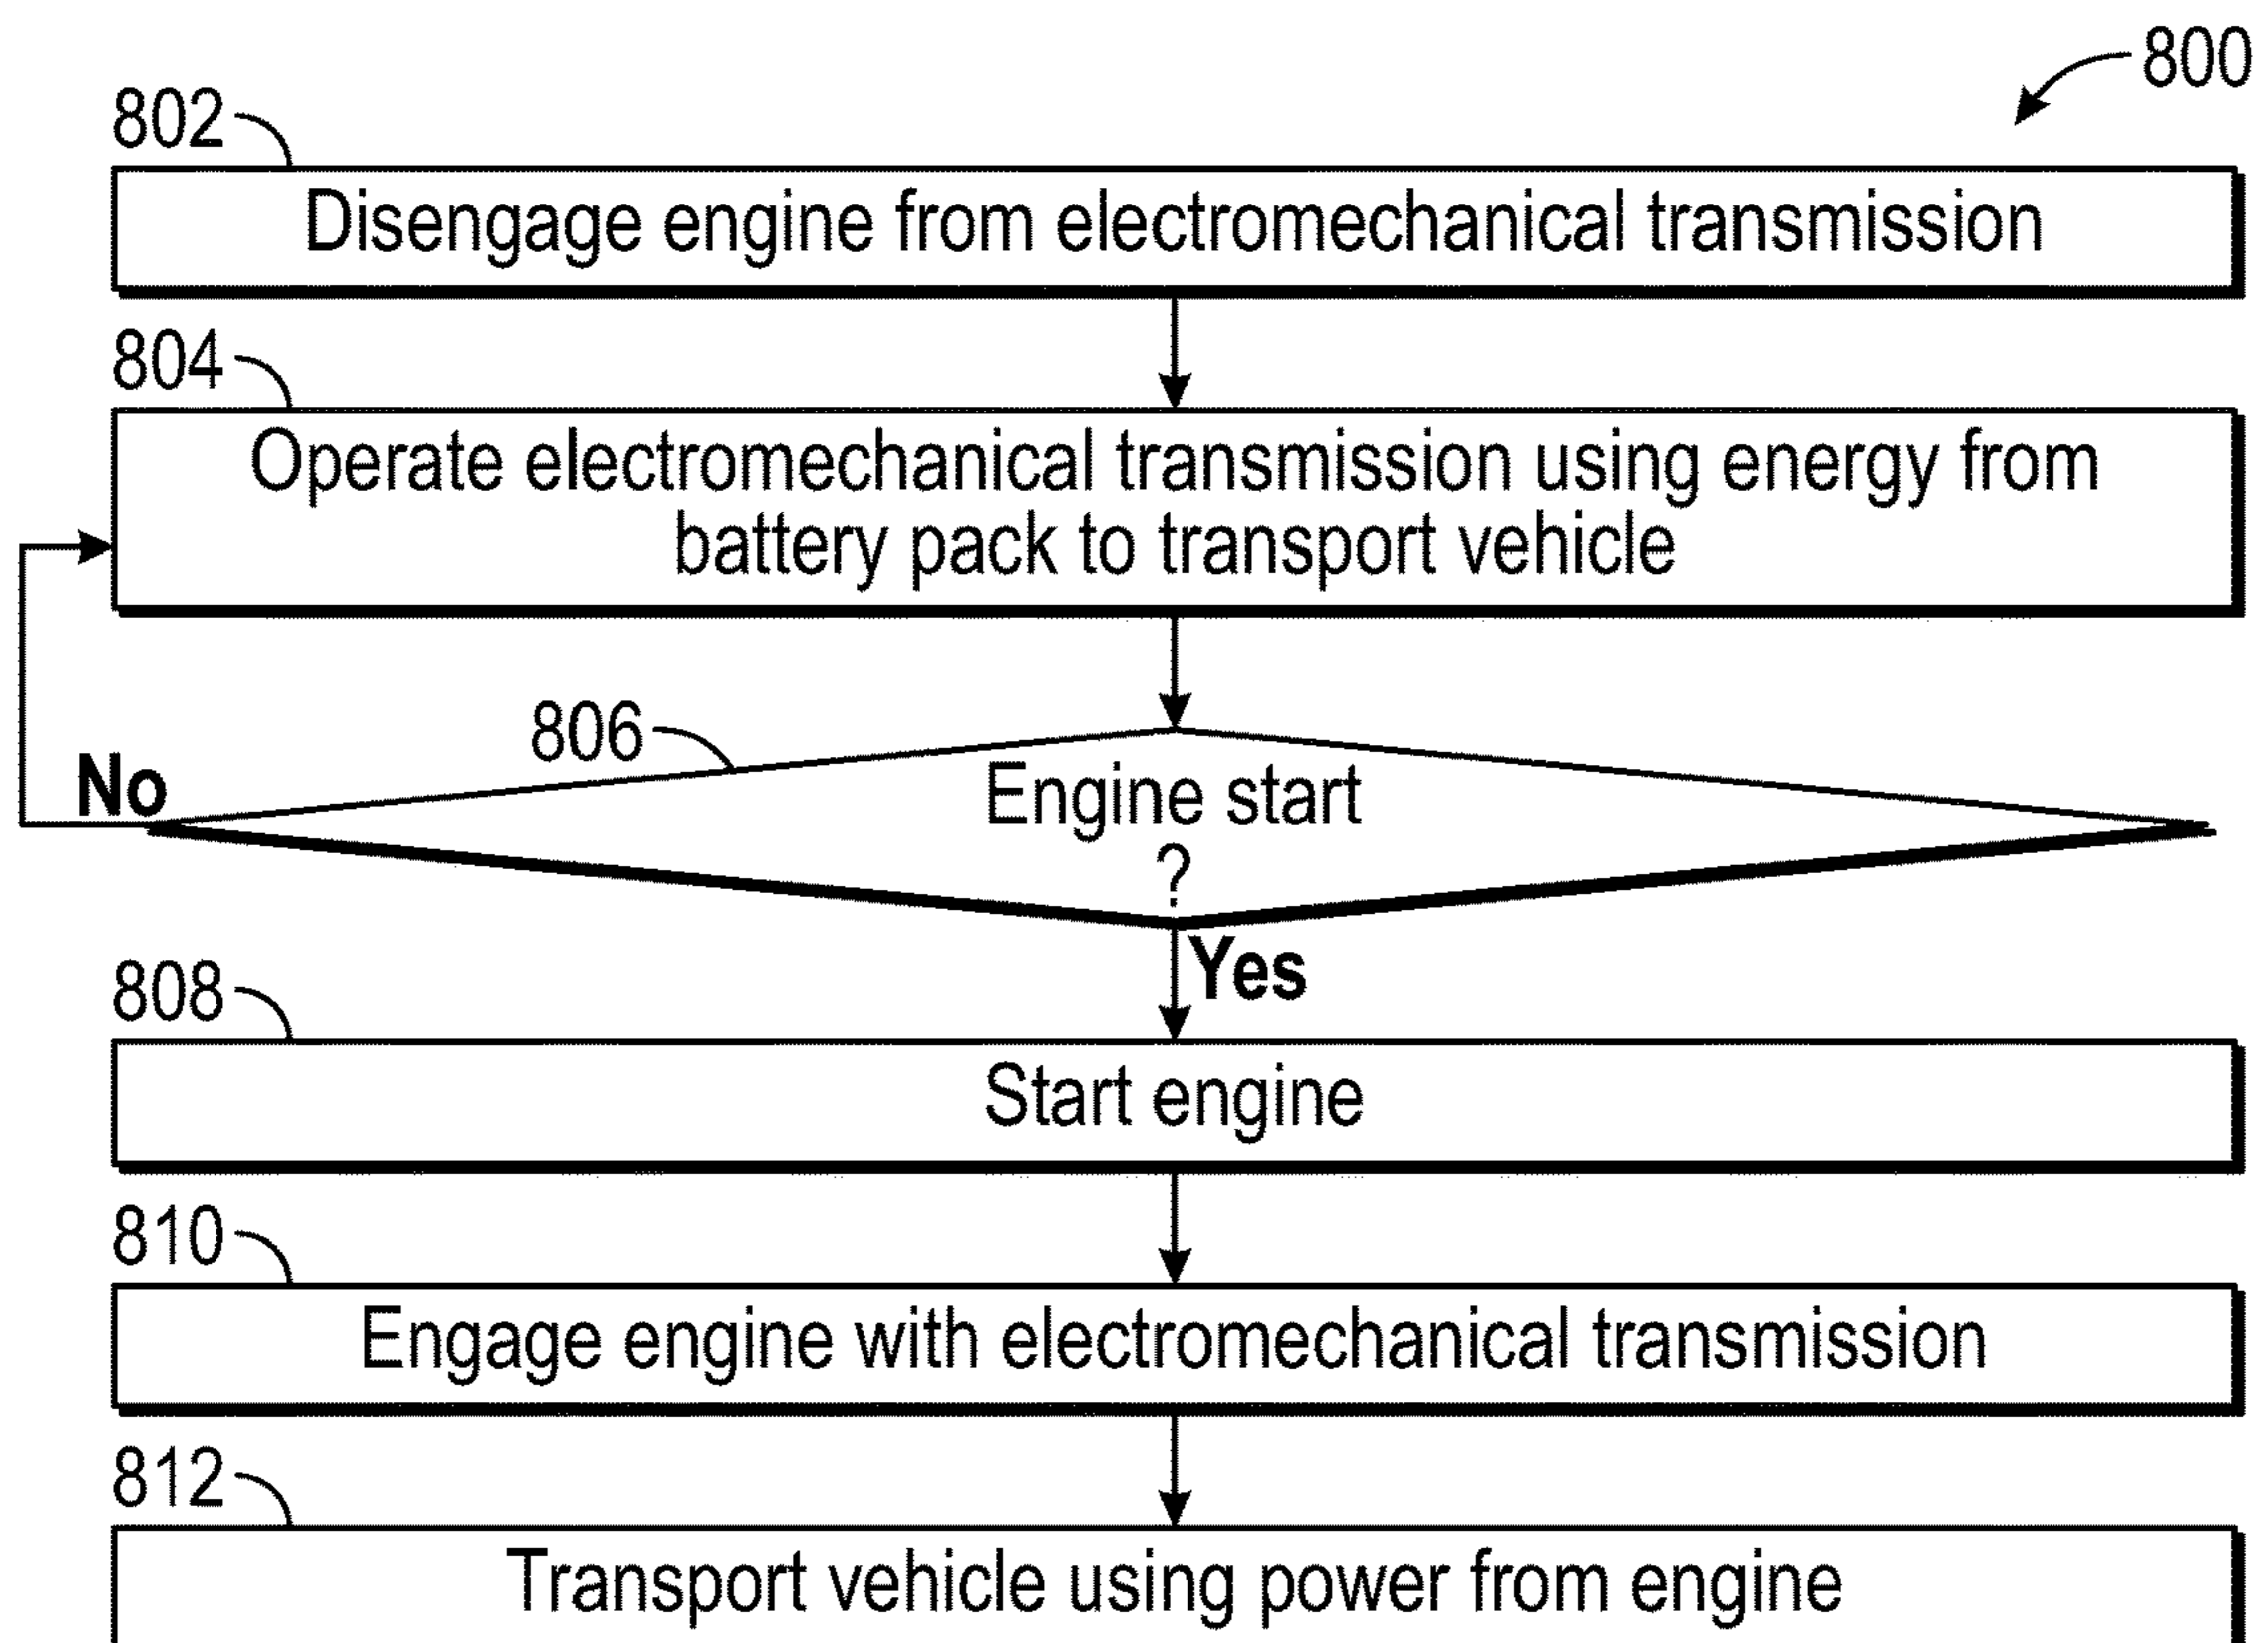 800
802
Disengage engine from electromechanical transmission
804
Operate electromechanical transmission using energy from
battery pack to transport vehicle
806
Engine start
?
No
Yes
808
Start engine
810
Engage engine with electromechanical transmission
812
Transport vehicle using power from engine